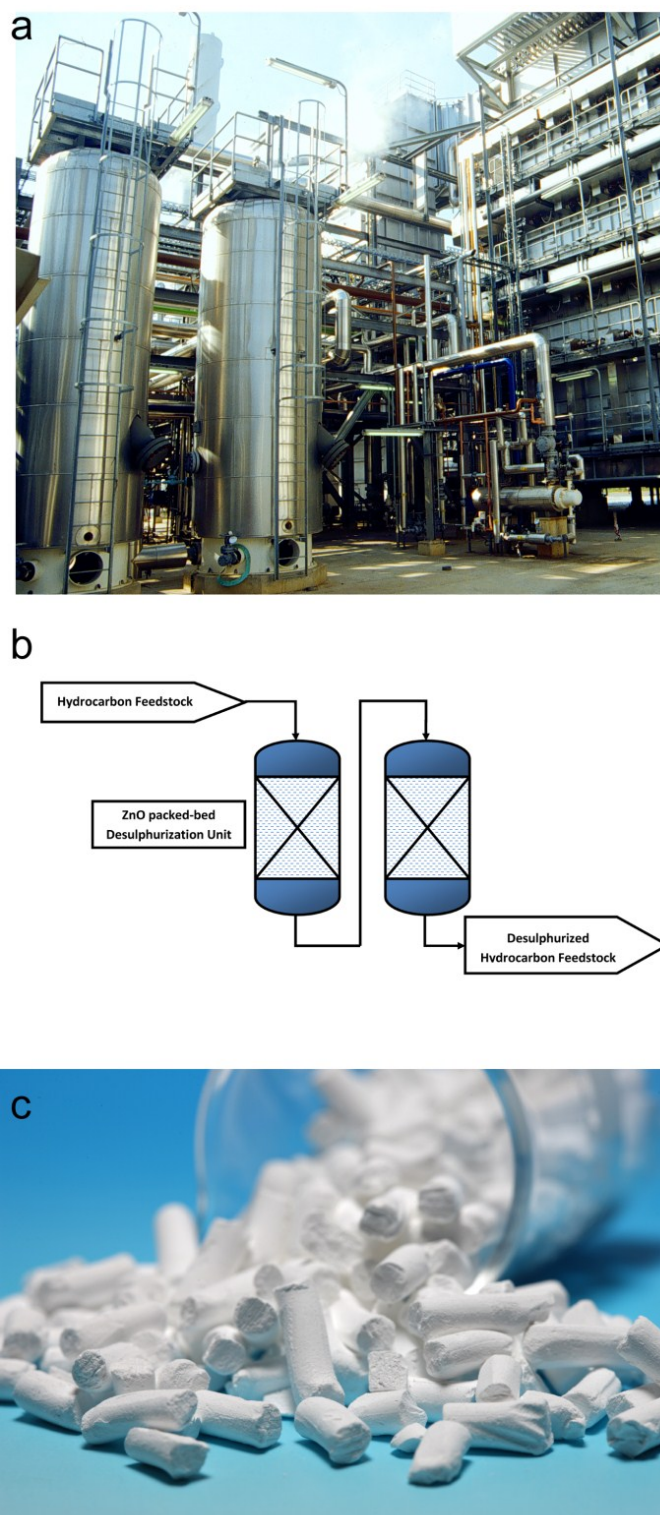 a
b
Hydrocarbon Feedstock
ZnO packed-bed
Desulphurization Unit
Desulphurized
Hydrocarbon Feedstock
c